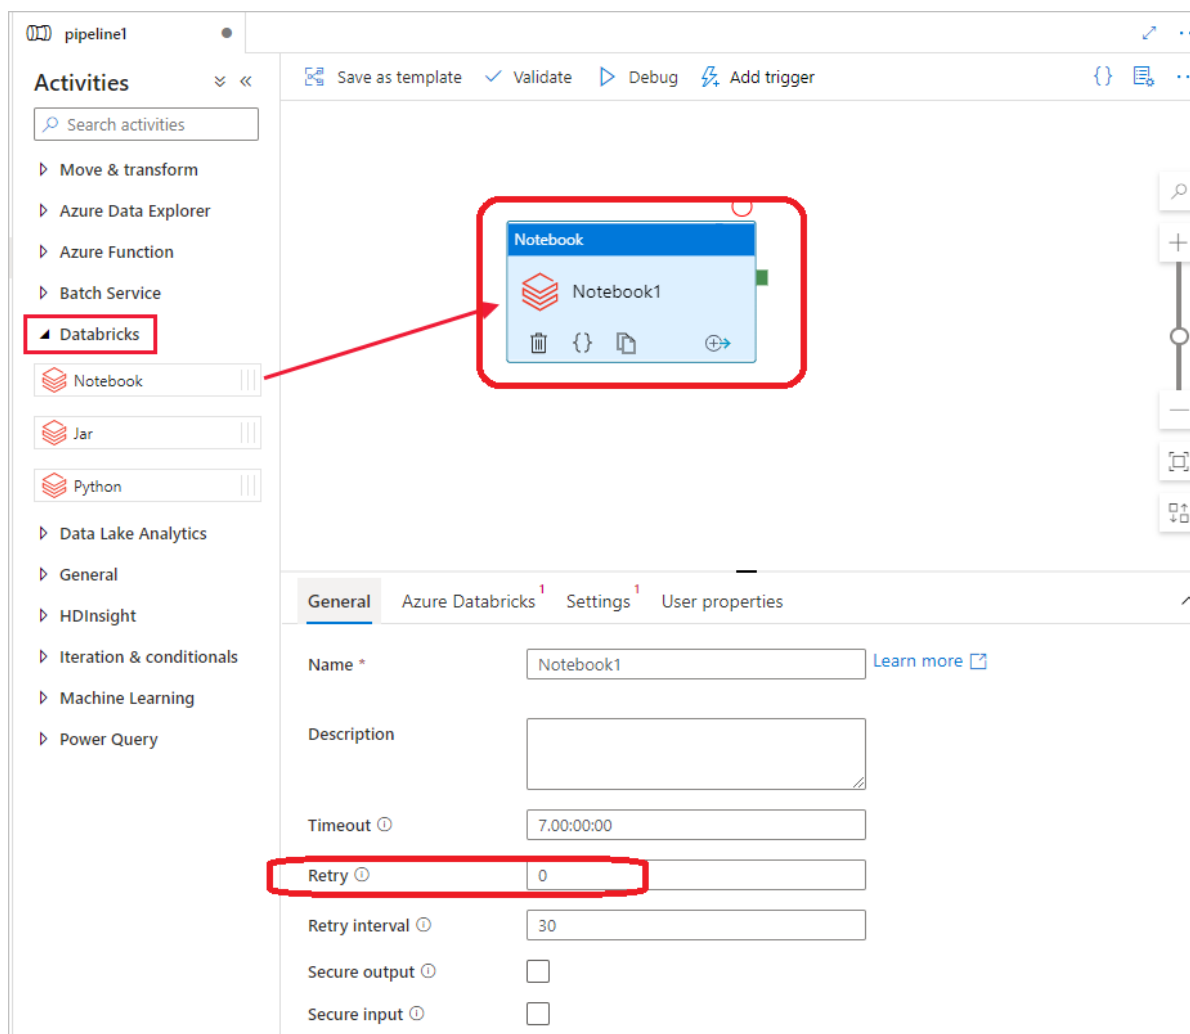 pipeline1
Activities
Search activities
Move & transform
Azure Data Explorer
Azure Function
Batch Service
Databricks
Notebook
Jar
Python
Data Lake Analytics
General
HDInsight
Iteration & conditionals
Machine Learning
Power Query
Save as template Validate Debug Add trigger
Notebook
Notebook1
General Azure Databricks 1 Settings 1 User properties
Name * Notebook1 Learn more
Description
Timeout 7.00:00:00
Retry 0
Retry interval 30
Secure output
Secure input